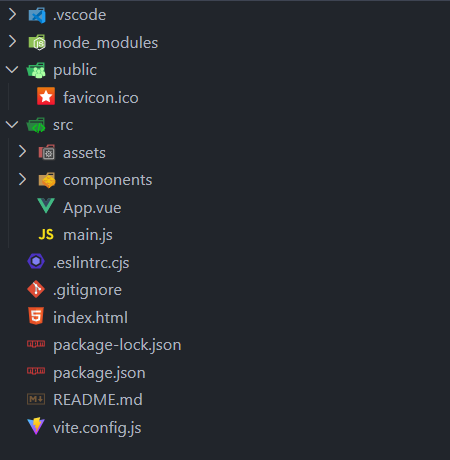 .vscode
node_modules
public
favicon.ico
src
assets
components
App.vue
JS main.js
.eslintrc.cjs
.gitignore
index.html
package-lock.json
package.json
README.md
vite.config.js